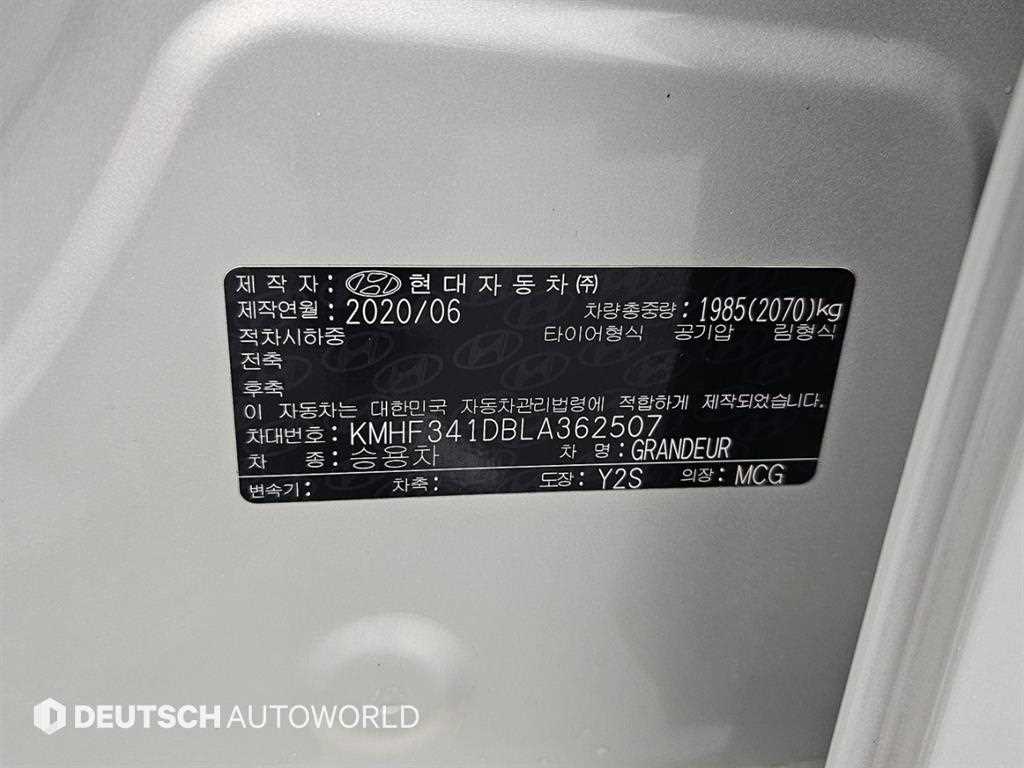 제 작 자 : 현대자동차(주)
제작연월 : 2020/06 차량총중량 : 1985(2070)kg
적차시하중 타이어형식 공기압 림형식
전축
후축
이 자동차는 대한민국 자동차관리법령에 적합하게 제작되었습니다.
차대번호 : KMHF341DBLA362507
차 종 : 승용차 차 명 : GRANDEUR
변속기 : 차축 : 도장 : Y2S 의장 : MCG
DEUTSCH AUTOWORLD